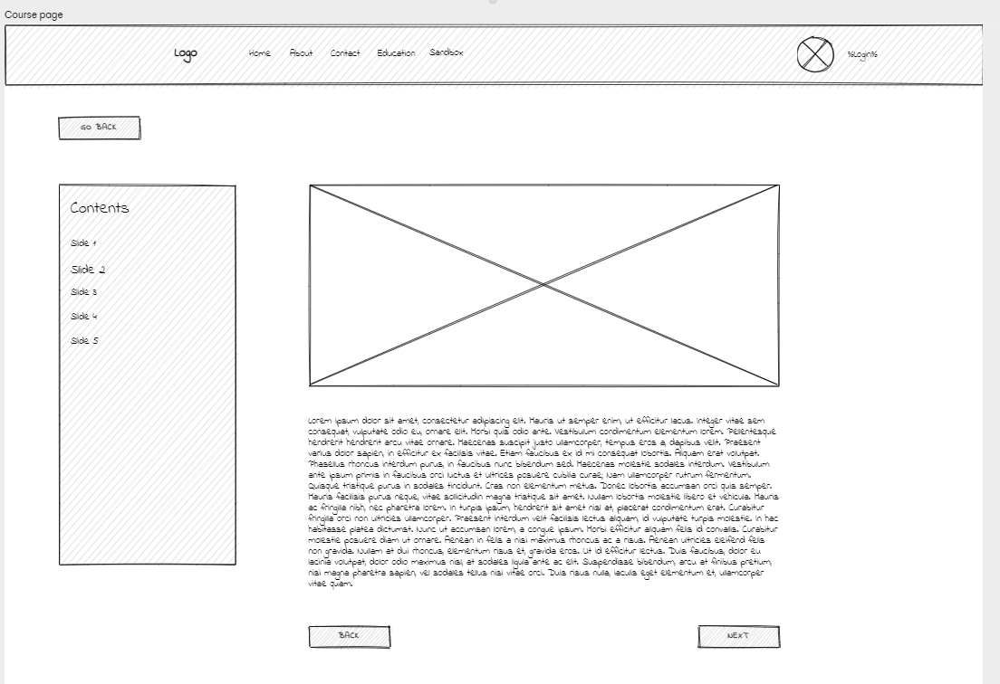 Course page
Logo
Home
About
Contact
Education
Sandbox
%Login%
GO BACK
Contents
Slide 1
Slide 2
Slide 3
Slide 4
Slide 5
Lorem ipsum dolor sit amet, consectetur adipiscing elit. Mauris ut semper enim, ut efficitur lacus. Integer vitae sem
consequat, vulputate odio eu, ornare elit. Morbi quis odio ante. Vestibulum condimentum elementum lorem. Pellentesque
hendrerit hendrerit arcu vitae ornare. Maecenas suscipit justo ullamcorper, tempus eros a, dapibus velit. Praesent
varius dolor sapien, in efficitur ex facilisis vitae. Etiam faucibus ex id mi consequat lobortis. Aliquam erat volutpat.
Phasellus rhoncus interdum purus, in faucibus nunc bibendum sed. Maecenas molestie sodales interdum. Vestibulum
ante ipsum primis in faucibus orci luctus et ultrices posuere cubilia curae; Nam ullamcorper rutrum fermentum.
Quisque tristique purus in sodales tincidunt. Cras non elementum metus. Donec lobortis accumsan orci quis semper.
Mauris facilisis purus neque, vitae sollicitudin magna tristique sit amet. Nullam lobortis molestie libero et vehicula. Mauris
ac fringilla nibh, nec pharetra lorem. In turpis ipsum, hendrerit sit amet nisl at, placerat condimentum erat. Curabitur
fringilla orci non ultricies ullamcorper. Praesent interdum velit facilisis lectus aliquam, id vulputate turpis molestie. In hac
habitasse platea dictumst. Nunc ut accumsan lorem, a congue ipsum. Morbi efficitur aliquam felis id convallis. Curabitur
molestie posuere diam ut ornare. Aenean in felis a nisi maximus rhoncus ac a risus. Aenean ultricies eleifend felis
non gravida. Nullam at dui rhoncus, elementum risus et, gravida eros. Ut id efficitur lectus. Duis faucibus, dolor eu
lacinia volutpat, dolor odio maximus nisl, at sodales ligula ante ac elit. Suspendisse bibendum, arcu at finibus pretium,
nisi magna pharetra sapien, vel sodales tellus nisi vitae orci. Duis risus nulla, iaculis eget elementum et, ullamcorper
vitae quam.
BACK
NEXT